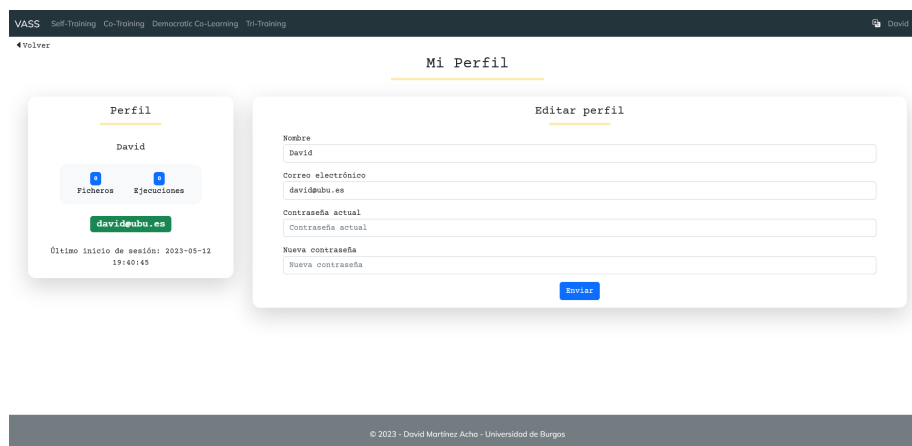 VASS Self-Training Co-Training Democratic Co-Learning Tri-Training David
Volver
Mi Perfil
Perfil
David
0 0
Ficheros Ejecuciones
david@ubu.es
Último inicio de sesión: 2023-05-12
19:40:45
Editar perfil
Nombre
David
Correo electrónico
david@ubu.es
Contraseña actual
Contraseña actual
Nueva contraseña
Nueva contraseña
Enviar
© 2023 - David Martínez Acha - Universidad de Burgos